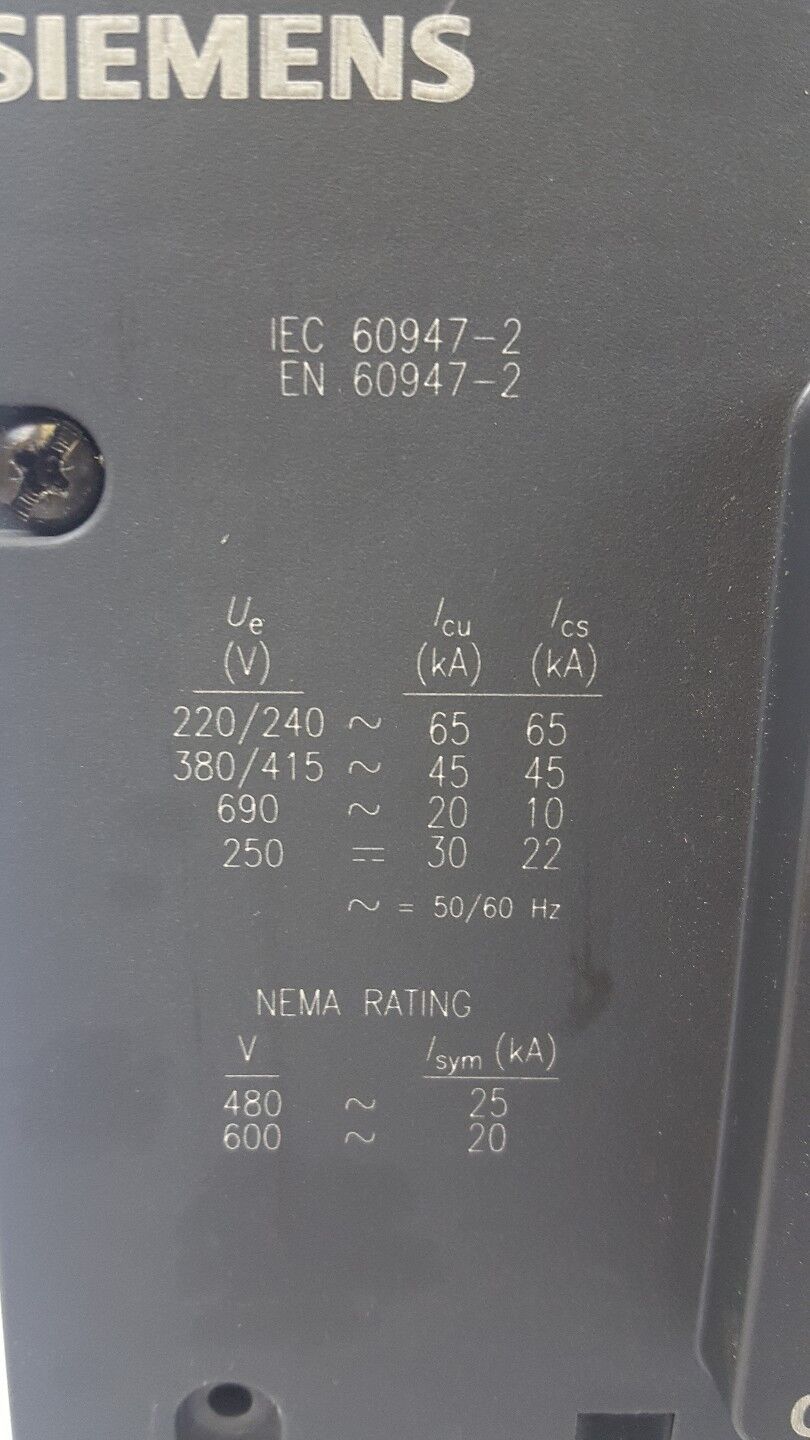 SIEMENS
IEC 60947-2
EN 60947-2
Ue Icu Ics
(V) (kA) (kA)
220/240 ~ 65 65
380/415 ~ 45 45
690 ~ 20 10
250 ⎓ 30 22
~ = 50/60 Hz
NEMA RATING
V Isym (kA)
480 ~ 25
600 ~ 20